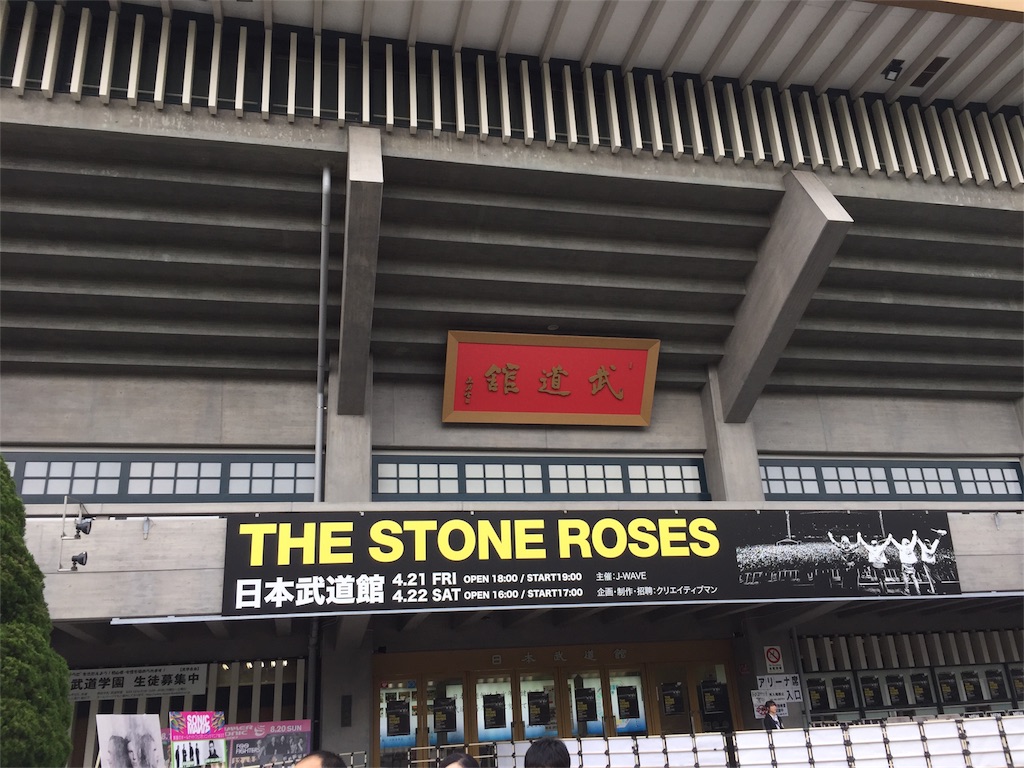 武道館
THE STONE ROSES
日本武道館
4.21 FRI OPEN 18:00 / START19:00
4.22 SAT OPEN 16:00 / START17:00
主催：J-WAVE
企画・制作・招聘：クリエイティブマン
日本武道館
武道学園 生徒募集中
アリーナ席
入口
SONIC
MANIA
8.20 SUN
FOO
FIGHTERS